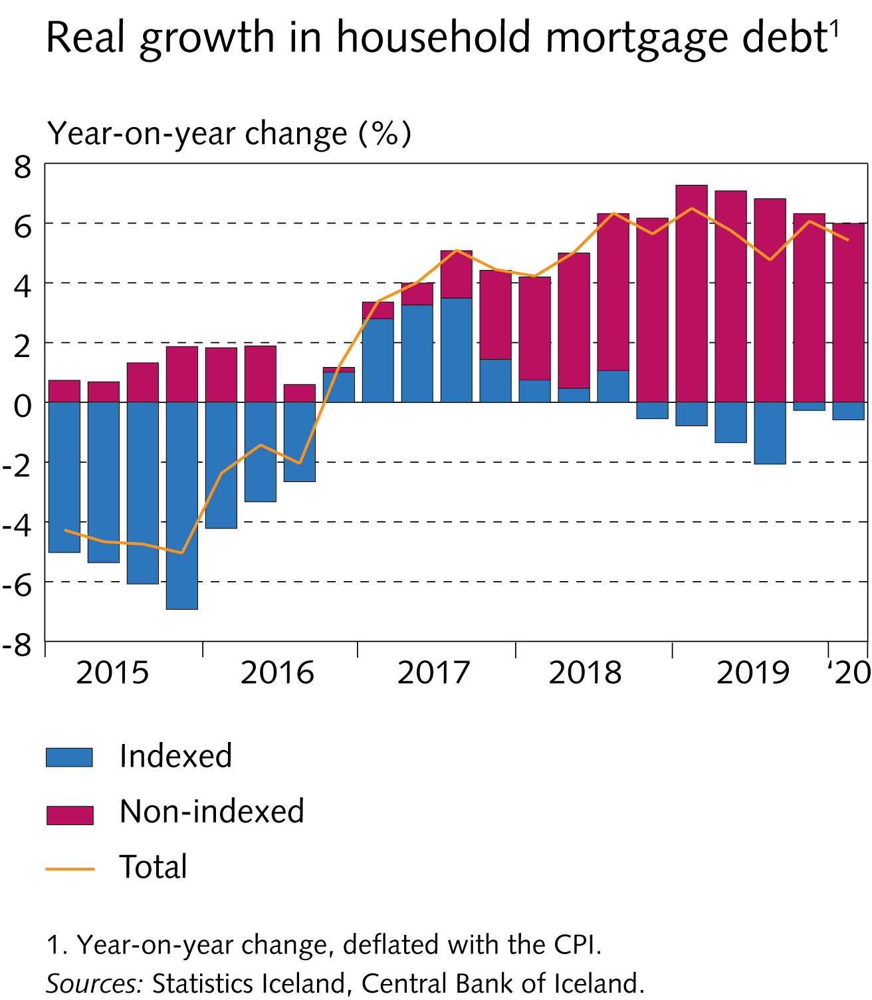 Real growth in household mortgage debt¹
Year-on-year change (%)
8
6
4
2
0
-2
-4
-6
-8
2015 2016 2017 2018 2019 ‘20
Indexed
Non-indexed
Total
1. Year-on-year change, deflated with the CPI.
Sources: Statistics Iceland, Central Bank of Iceland.